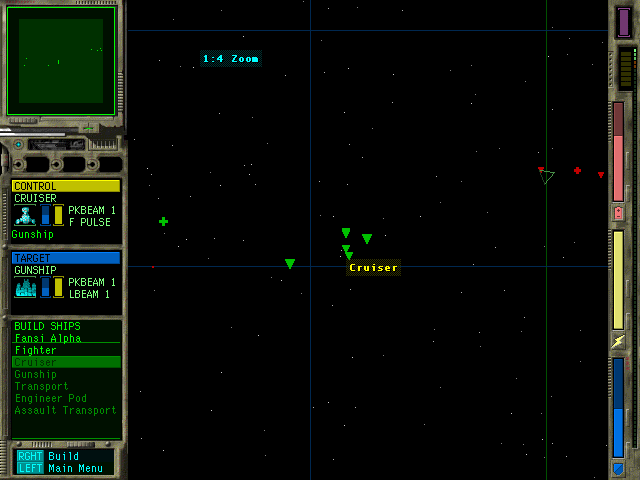 1:4 Zoom
CONTROL
CRUISER
PKBEAM 1
F PULSE
Gunship
TARGET
GUNSHIP
PKBEAM 1
LBEAM 1
Cruiser
BUILD SHIPS
Fansi Alpha
Fighter
Cruiser
Gunship
Transport
Engineer Pod
Assault Transport
RGHT Build
LEFT Main Menu